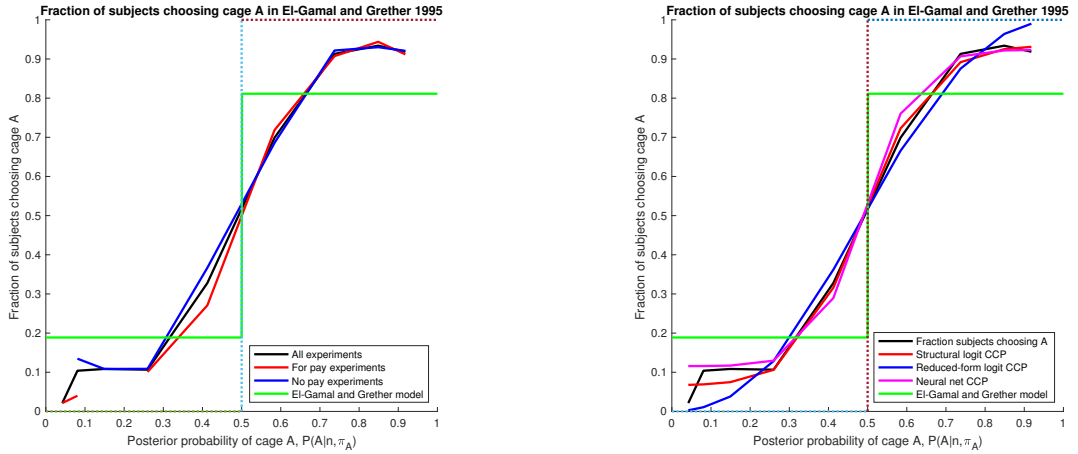 Fraction of subjects choosing cage A in El-Gamal and Grether 1995
1
0.9
0.8
0.7
0.6
0.5
0.4
0.3
0.2
0.1
0
Fraction of subjects choosing cage A
All experiments
For pay experiments
No pay experiments
El-Gamal and Grether model
0 0.1 0.2 0.3 0.4 0.5 0.6 0.7 0.8 0.9 1
Posterior probability of cage A, P(A|n,π_A)
Fraction of subjects choosing cage A in El-Gamal and Grether 1995
1
0.9
0.8
0.7
0.6
0.5
0.4
0.3
0.2
0.1
0
Fraction of subjects choosing cage A
Fraction subjects choosing A
Structural logit CCP
Reduced-form logit CCP
Neural net CCP
El-Gamal and Grether model
0 0.1 0.2 0.3 0.4 0.5 0.6 0.7 0.8 0.9 1
Posterior probability of cage A, P(A|n,π_A)